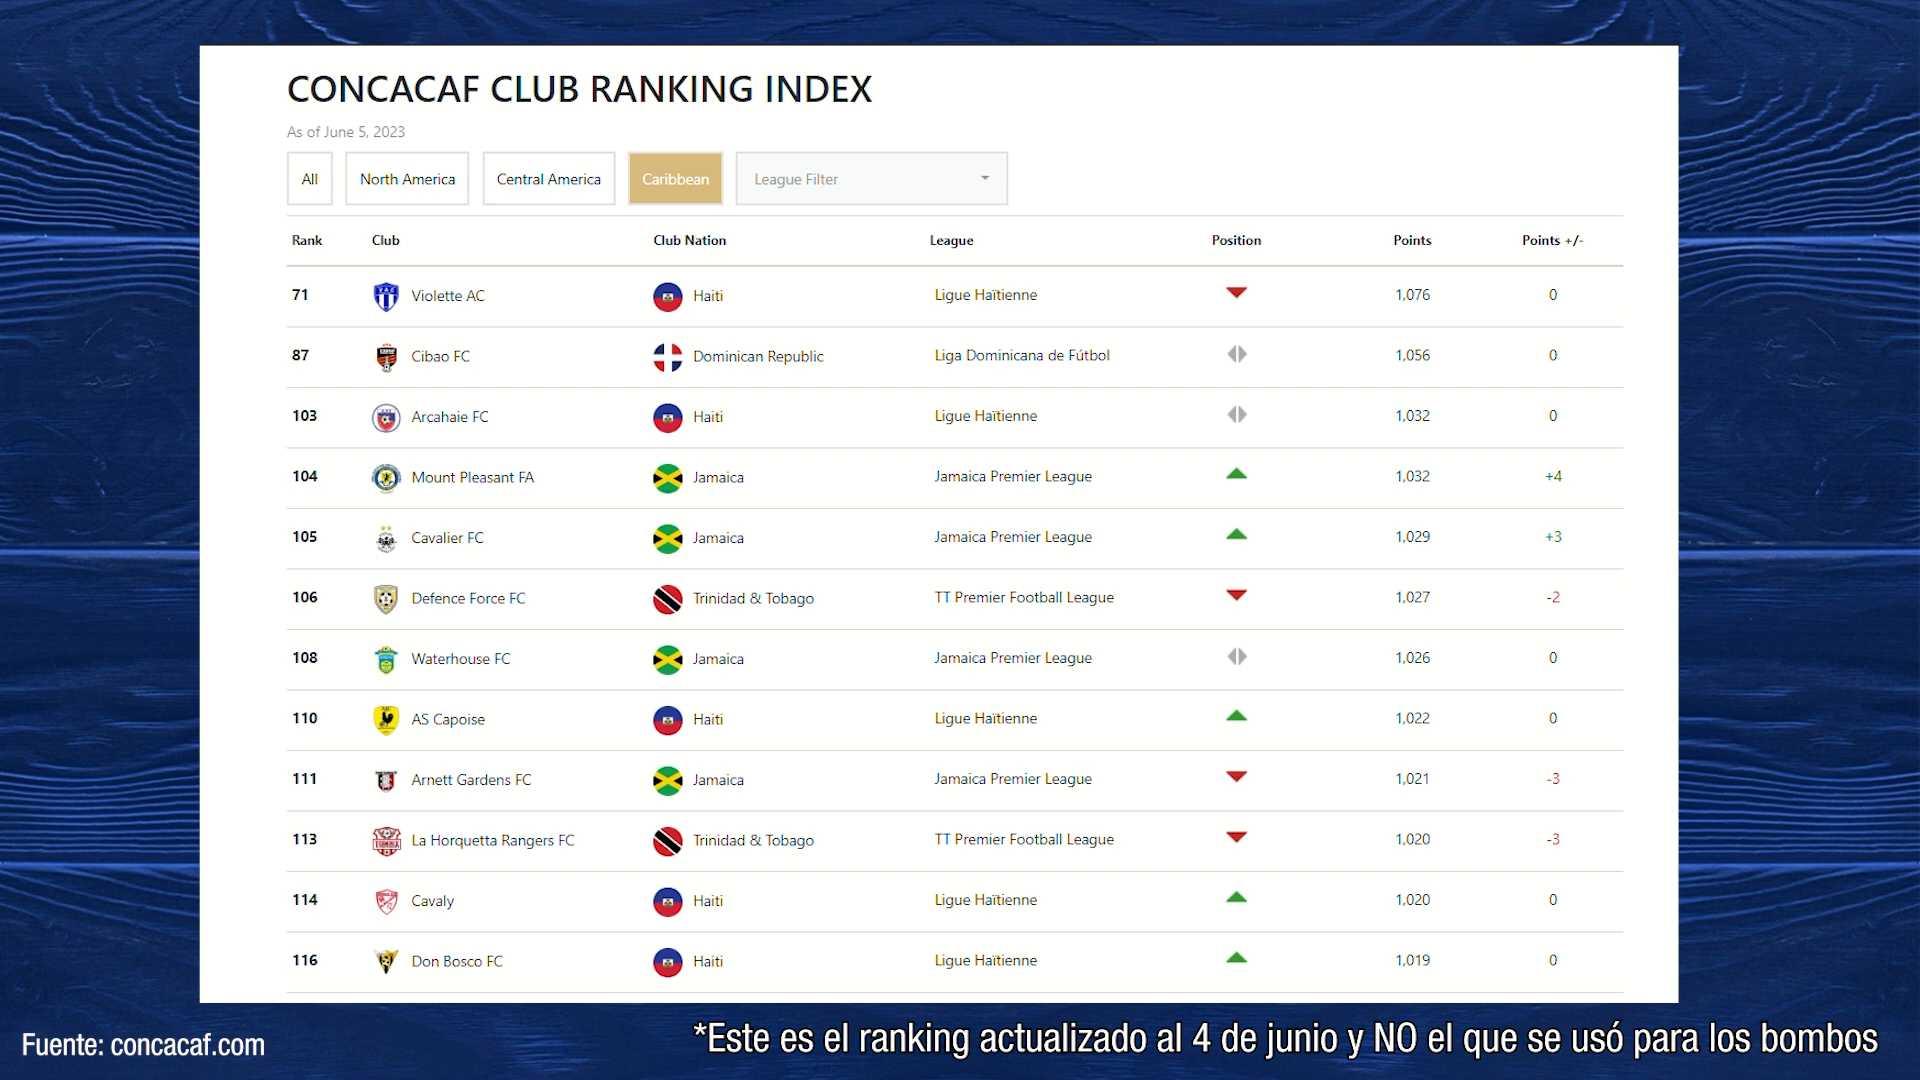 CONCACAF CLUB RANKING INDEX
As of June 5, 2023
All North America Central America Caribbean League Filter
Rank Club Club Nation League Position Points Points +/-
71 Violette AC Haiti Ligue Haïtienne 1,076 0
87 Cibao FC Dominican Republic Liga Dominicana de Fútbol 1,056 0
103 Arcahaie FC Haiti Ligue Haïtienne 1,032 0
104 Mount Pleasant FA Jamaica Jamaica Premier League 1,032 +4
105 Cavalier FC Jamaica Jamaica Premier League 1,029 +3
106 Defence Force FC Trinidad & Tobago TT Premier Football League 1,027 -2
108 Waterhouse FC Jamaica Jamaica Premier League 1,026 0
110 AS Capoise Haiti Ligue Haïtienne 1,022 0
111 Arnett Gardens FC Jamaica Jamaica Premier League 1,021 -3
113 La Horquetta Rangers FC Trinidad & Tobago TT Premier Football League 1,020 -3
114 Cavaly Haiti Ligue Haïtienne 1,020 0
116 Don Bosco FC Haiti Ligue Haïtienne 1,019 0
*Este es el ranking actualizado al 4 de junio y NO el que se usó para los bombos
Fuente: concacaf.com